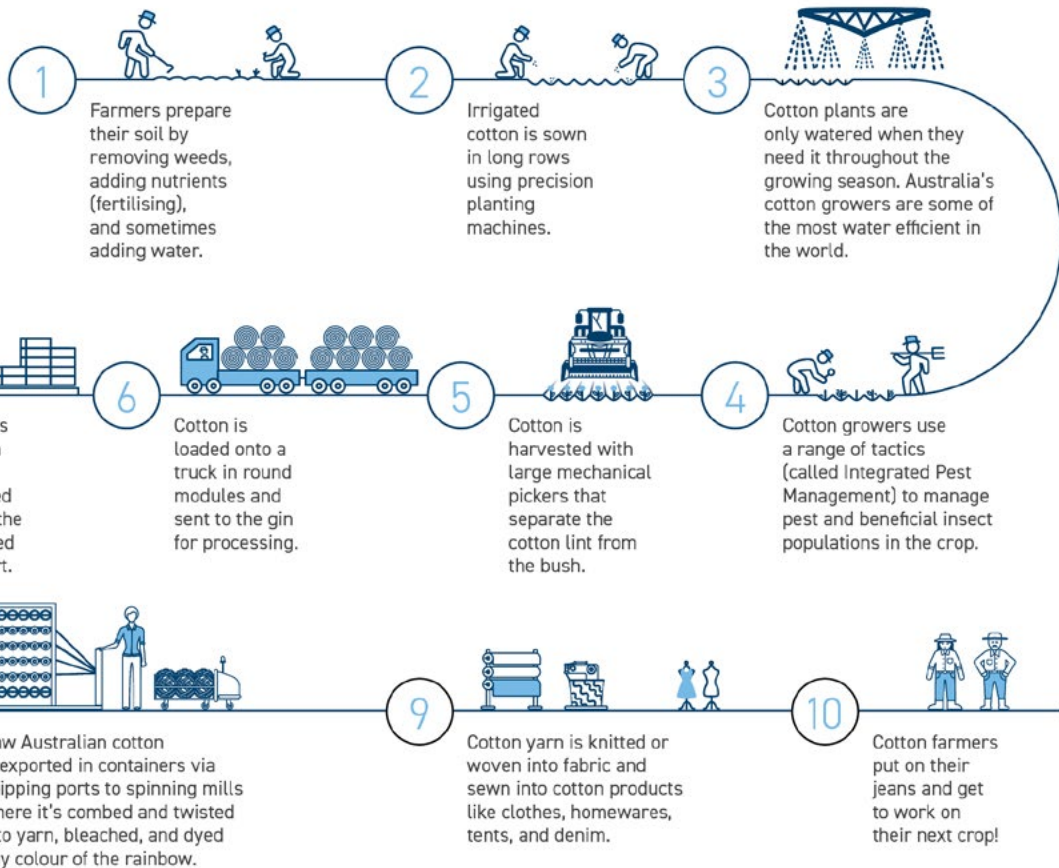 1
Farmers prepare
their soil by
removing weeds,
adding nutrients
(fertilising),
and sometimes
adding water.
2
Irrigated
cotton is sown
in long rows
using precision
planting
machines.
3
Cotton plants are
only watered when they
need it throughout the
growing season. Australia's
cotton growers are some of
the most water efficient in
the world.
4
Cotton growers use
a range of tactics
(called Integrated Pest
Management) to manage
pest and beneficial insect
populations in the crop.
5
Cotton is
harvested with
large mechanical
pickers that
separate the
cotton lint from
the bush.
6
Cotton is
loaded onto a
truck in round
modules and
sent to the gin
for processing.
the
Australian cotton
exported in containers via
ports to spinning mills
it's combed and twisted
yarn, bleached, and dyed
colour of the rainbow.
9
Cotton yarn is knitted or
woven into fabric and
sewn into cotton products
like clothes, homewares,
tents, and denim.
10
Cotton farmers
put on their
jeans and get
to work on
their next crop!